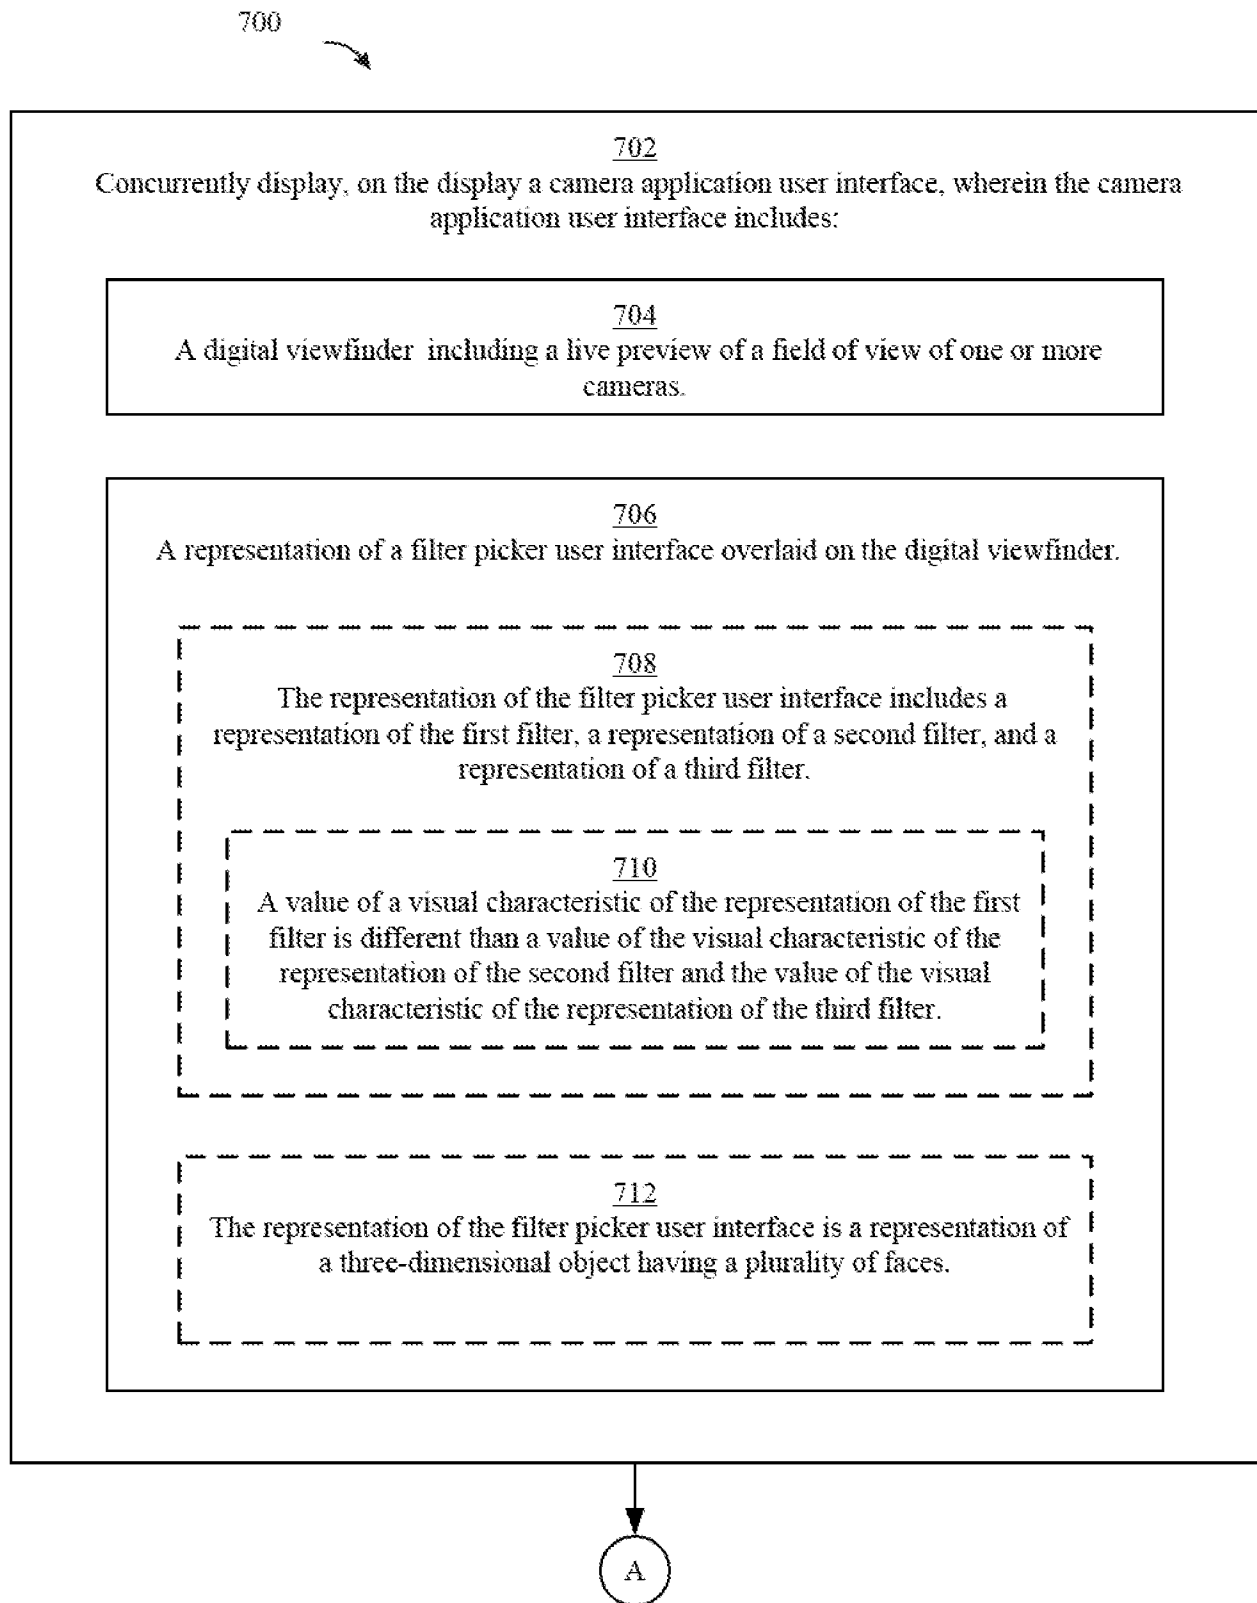 700
702
Concurrently display, on the display a camera application user interface, wherein the camera
application user interface includes:
704
A digital viewfinder including a live preview of a field of view of one or more
cameras.
706
A representation of a filter picker user interface overlaid on the digital viewfinder.
708
The representation of the filter picker user interface includes a
representation of the first filter, a representation of a second filter, and a
representation of a third filter.
710
A value of a visual characteristic of the representation of the first
filter is different than a value of the visual characteristic of the
representation of the second filter and the value of the visual
characteristic of the representation of the third filter.
712
The representation of the filter picker user interface is a representation of
a three-dimensional object having a plurality of faces.
A